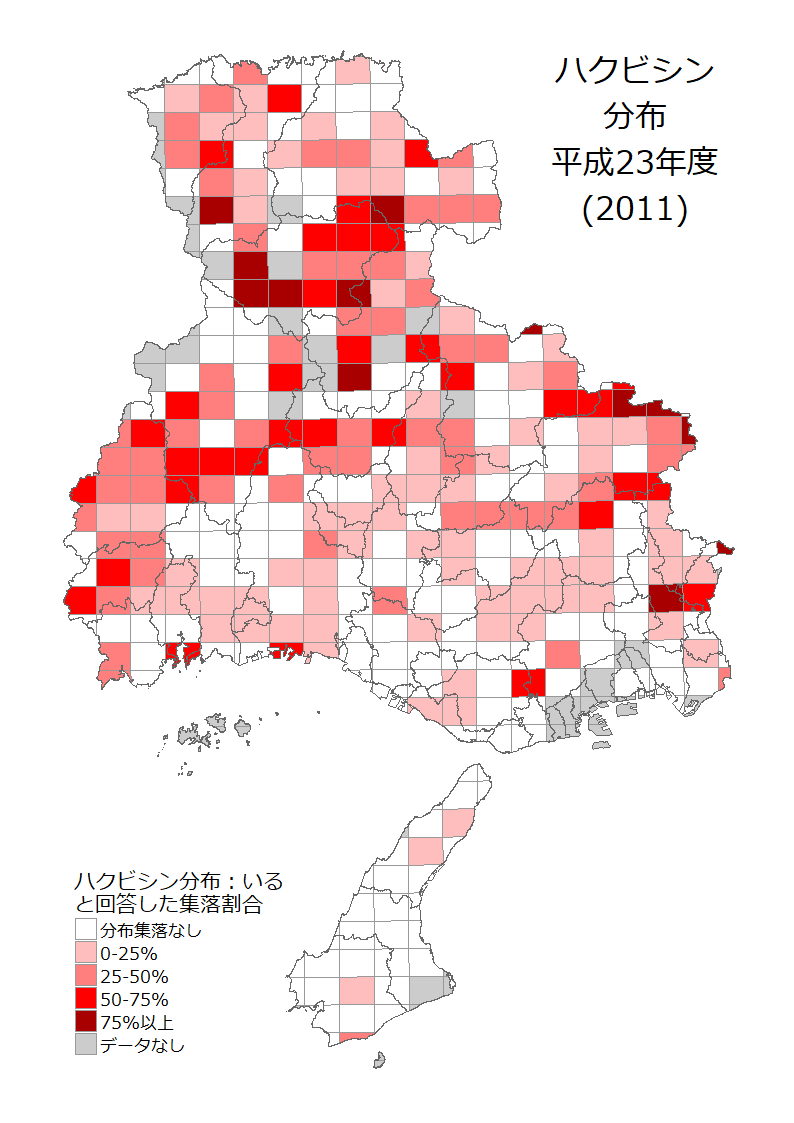 ハクビシン
分布
平成23年度
(2011)
ハクビシン分布：いる
と回答した集落割合
分布集落なし
0-25%
25-50%
50-75%
75%以上
データなし